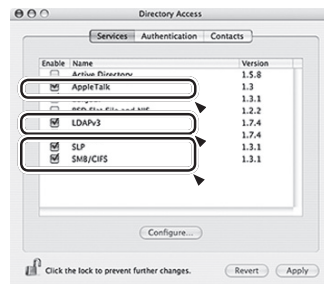 Directory Access
Services Authentication Contacts
Enable Name Version
Active Directory 1.5.8
AppleTalk 1.3
1.3.1
BSD Flat File and NIS 1.2.2
LDAPv3 1.7.4
1.7.4
SLP 1.3.1
SMB/CIFS 1.3.1
Configure...
Click the lock to prevent further changes.
Revert Apply